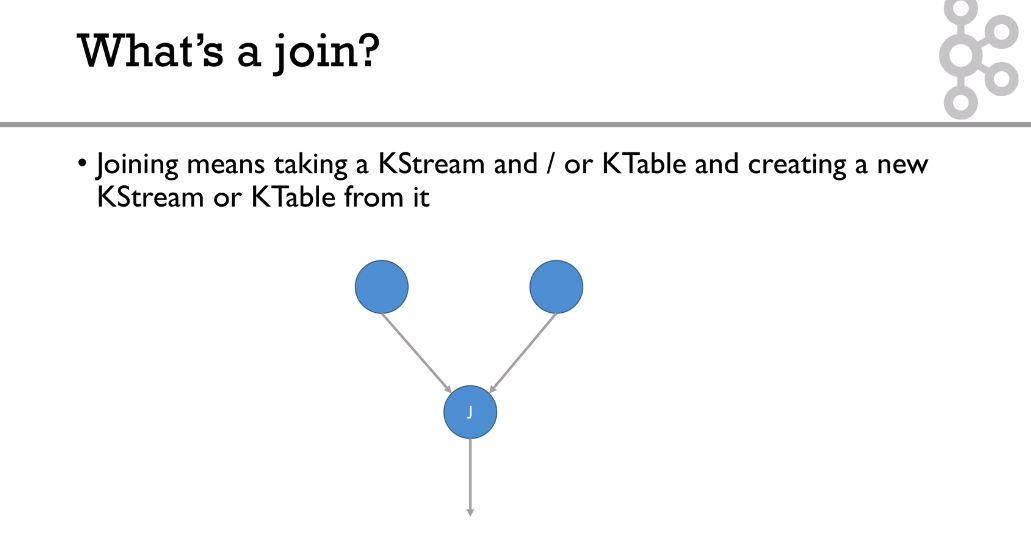 What’s a join?
• Joining means taking a KStream and / or KTable and creating a new
KStream or KTable from it
J